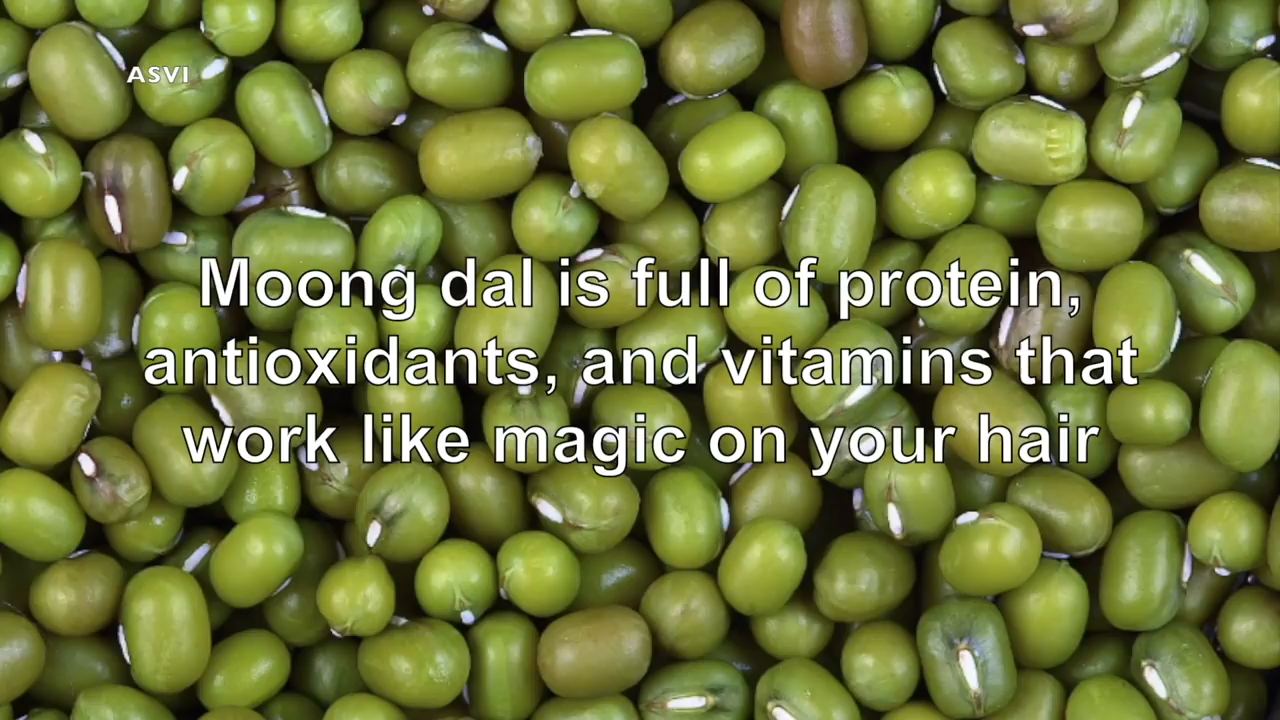 ASVI
Moong dal is full of protein,
antioxidants, and vitamins that
work like magic on your hair